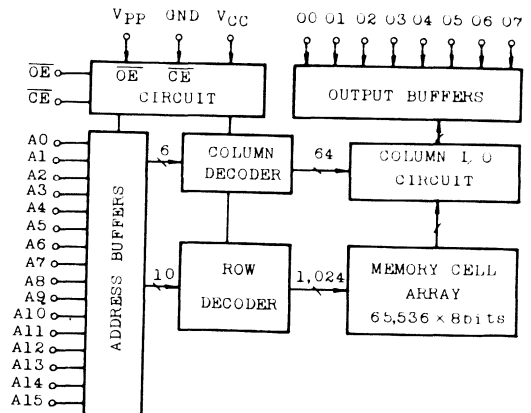 VPP GND VCC
O0 O1 O2 O3 O4 O5 O6 O7
OE
CE
OE CE
CIRCUIT
OUTPUT BUFFERS
A0
A1
A2
A3
A4
A5
A6
A7
A8
A9
A10
A11
A12
A13
A14
A15
ADDRESS BUFFERS
6
COLUMN
DECODER
64
COLUMN I/O
CIRCUIT
10
ROW
DECODER
1,024
MEMORY CELL
ARRAY
65,536 × 8bits